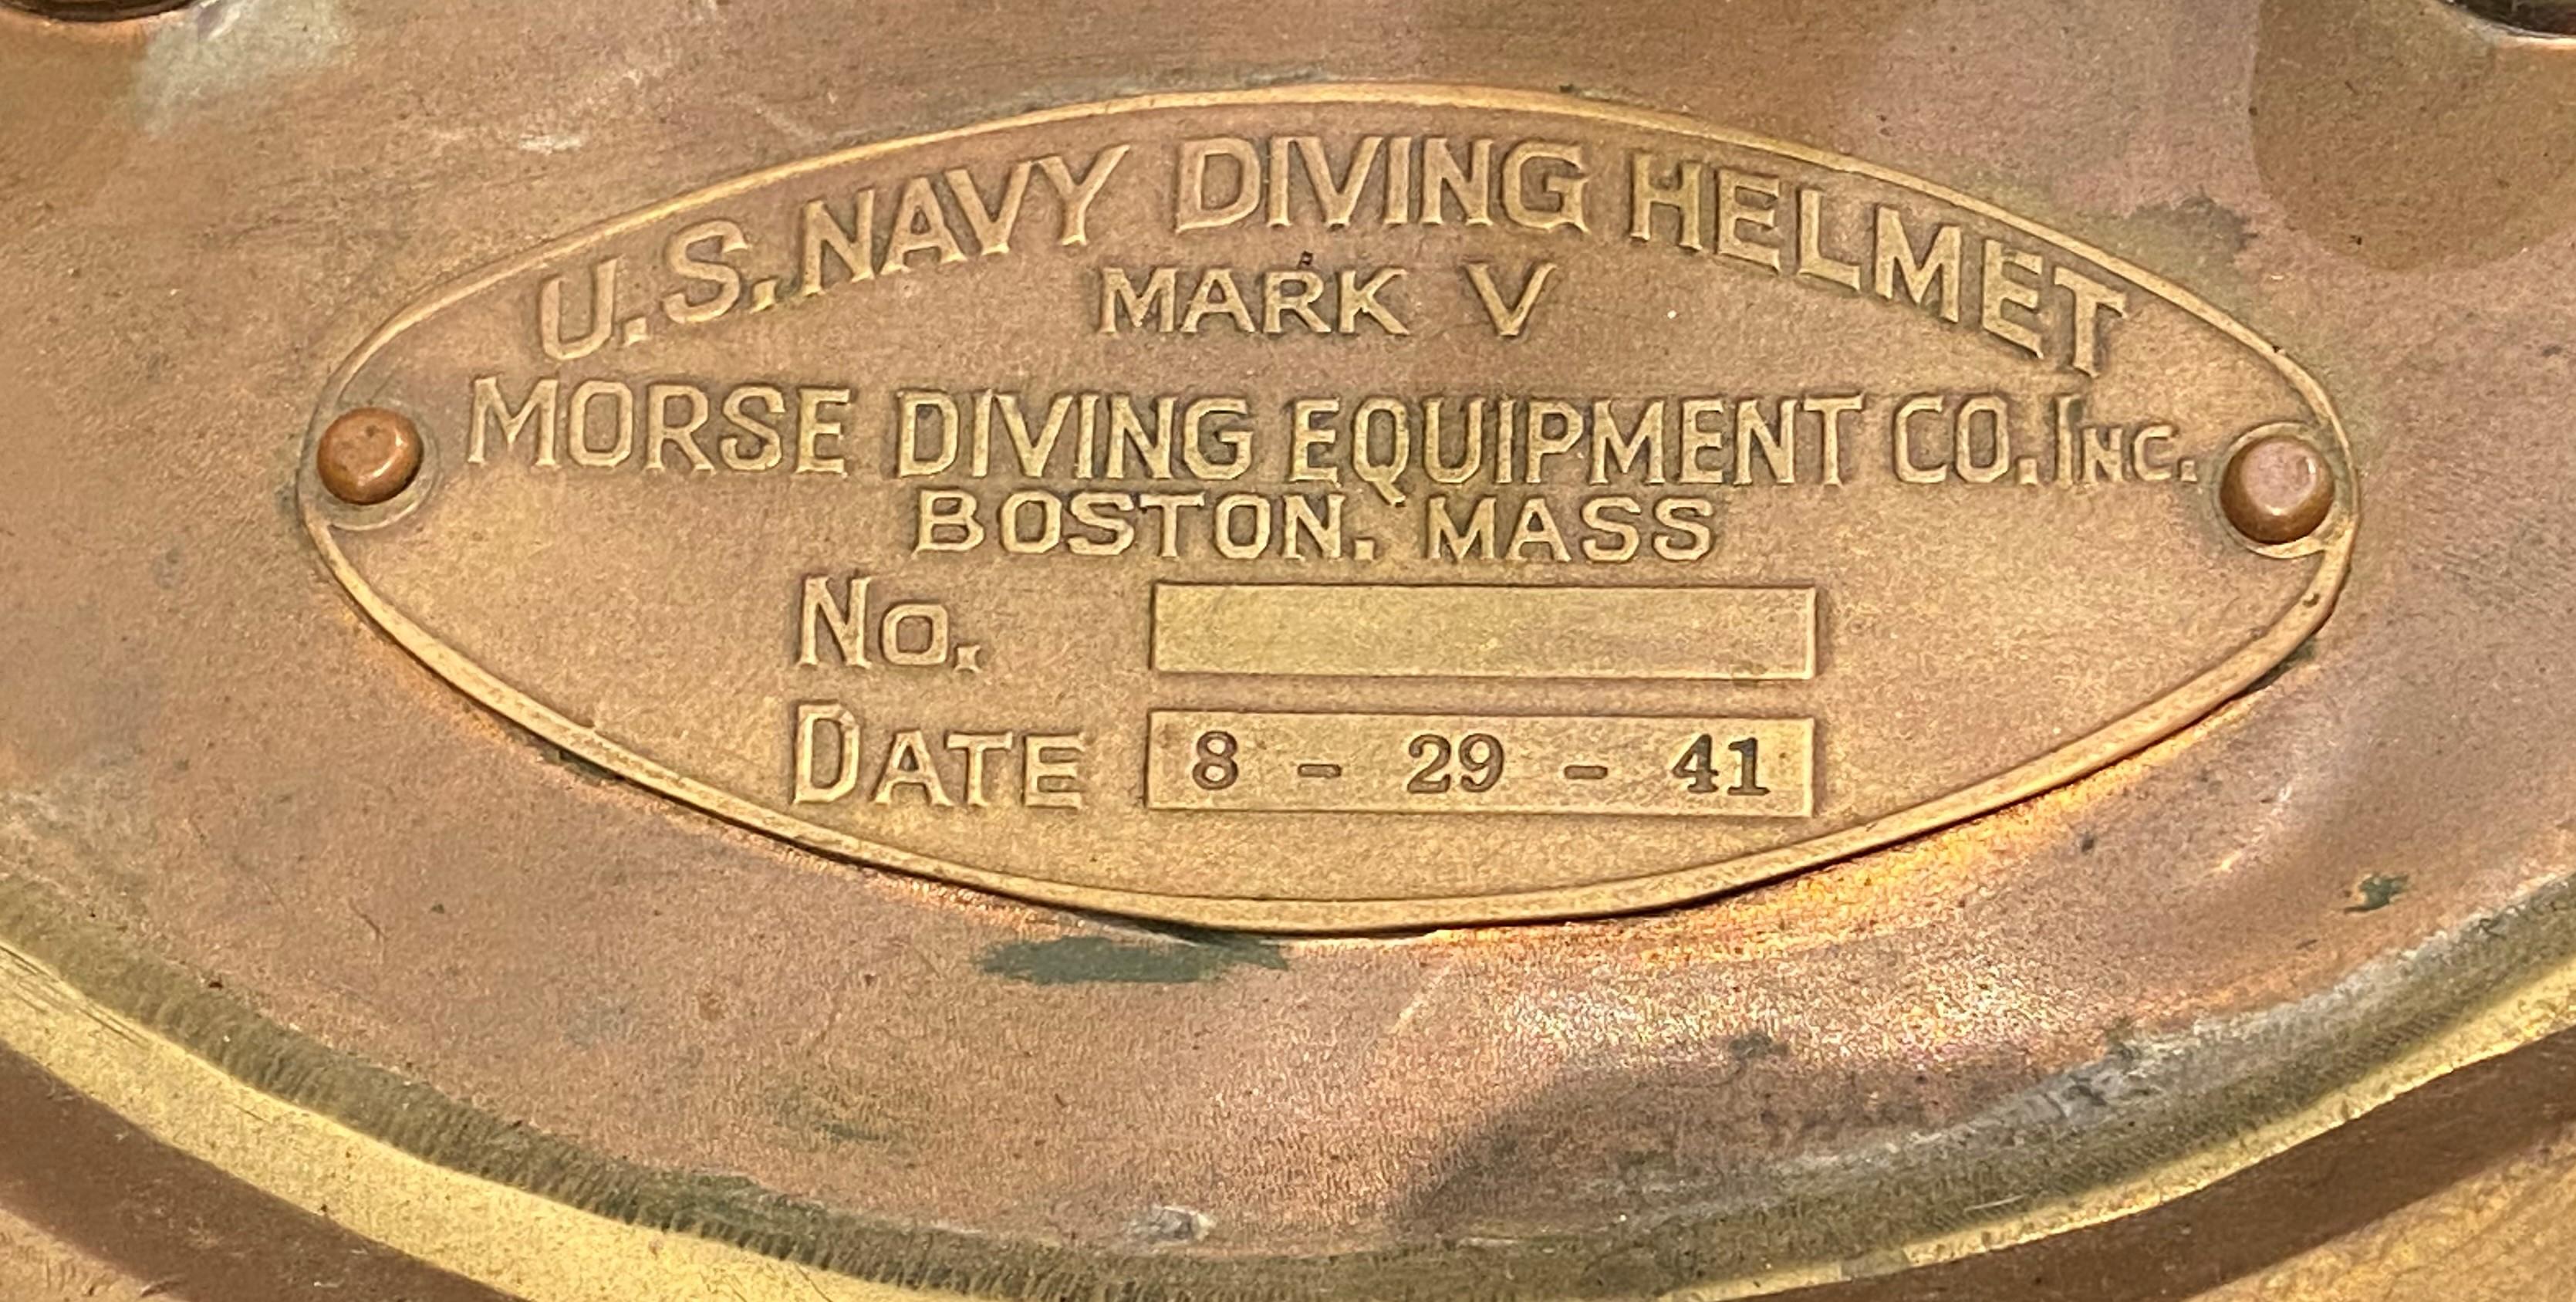 U.S. NAVY DIVING HELMET
MARK V
MORSE DIVING EQUIPMENT CO. INC.
BOSTON. MASS
NO.
DATE 8 - 29 - 41